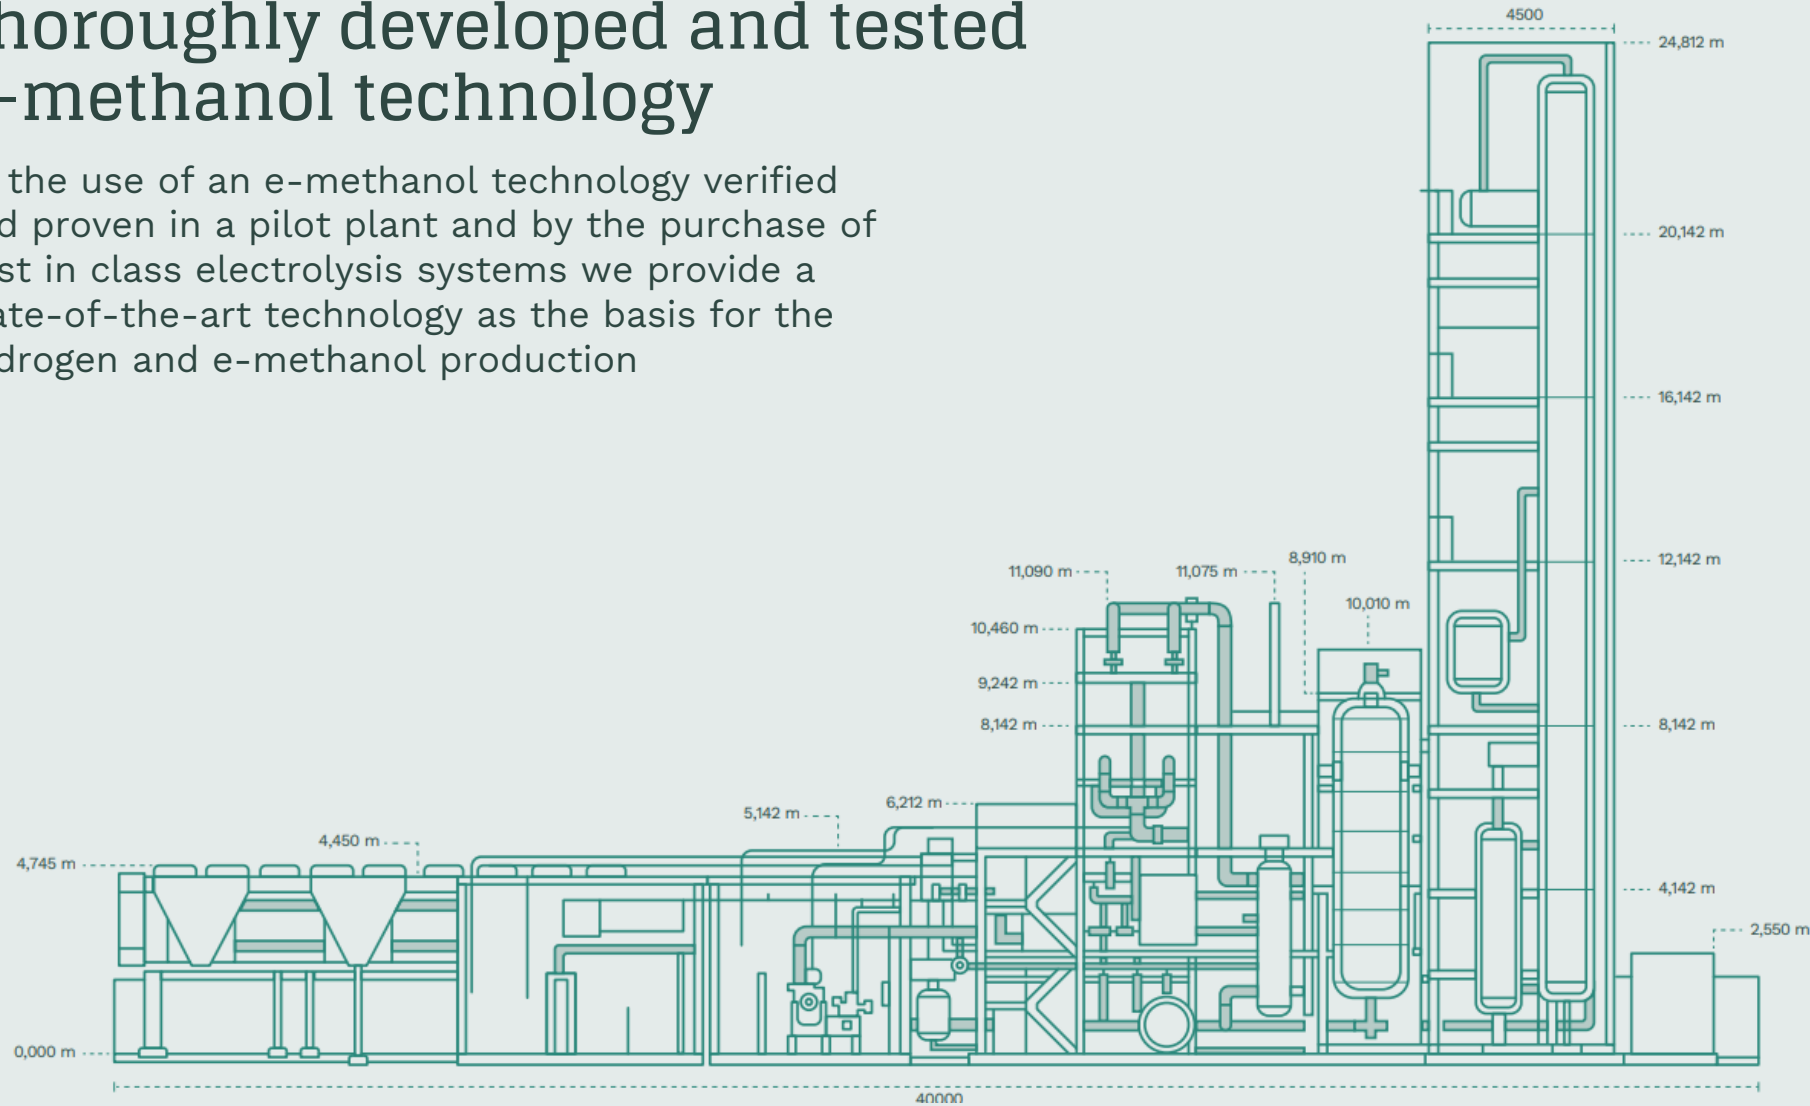 horoughly developed and tested
-methanol technology
the use of an e-methanol technology verified
d proven in a pilot plant and by the purchase of
st in class electrolysis systems we provide a
ate-of-the-art technology as the basis for the
drogen and e-methanol production
4500
24,812 m
20,142 m
16,142 m
12,142 m
8,910 m
11,090 m
11,075 m
10,010 m
10,460 m
9,242 m
8,142 m
8,142 m
6,212 m
5,142 m
4,450 m
4,745 m
4,142 m
2,550 m
0,000 m
40000